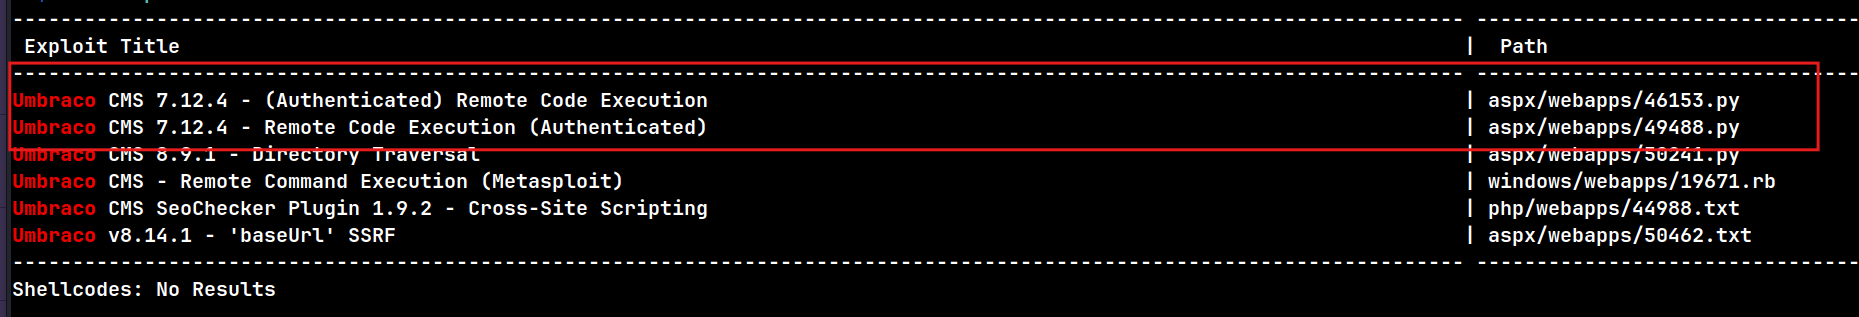 Exploit Title | Path
Umbraco CMS 7.12.4 - (Authenticated) Remote Code Execution | aspx/webapps/46153.py
Umbraco CMS 7.12.4 - Remote Code Execution (Authenticated) | aspx/webapps/49488.py
Umbraco CMS 8.9.1 - Directory Traversal | aspx/webapps/50241.py
Umbraco CMS - Remote Command Execution (Metasploit) | windows/webapps/19671.rb
Umbraco CMS SeoChecker Plugin 1.9.2 - Cross-Site Scripting | php/webapps/44988.txt
Umbraco v8.14.1 - 'baseUrl' SSRF | aspx/webapps/50462.txt
Shellcodes: No Results